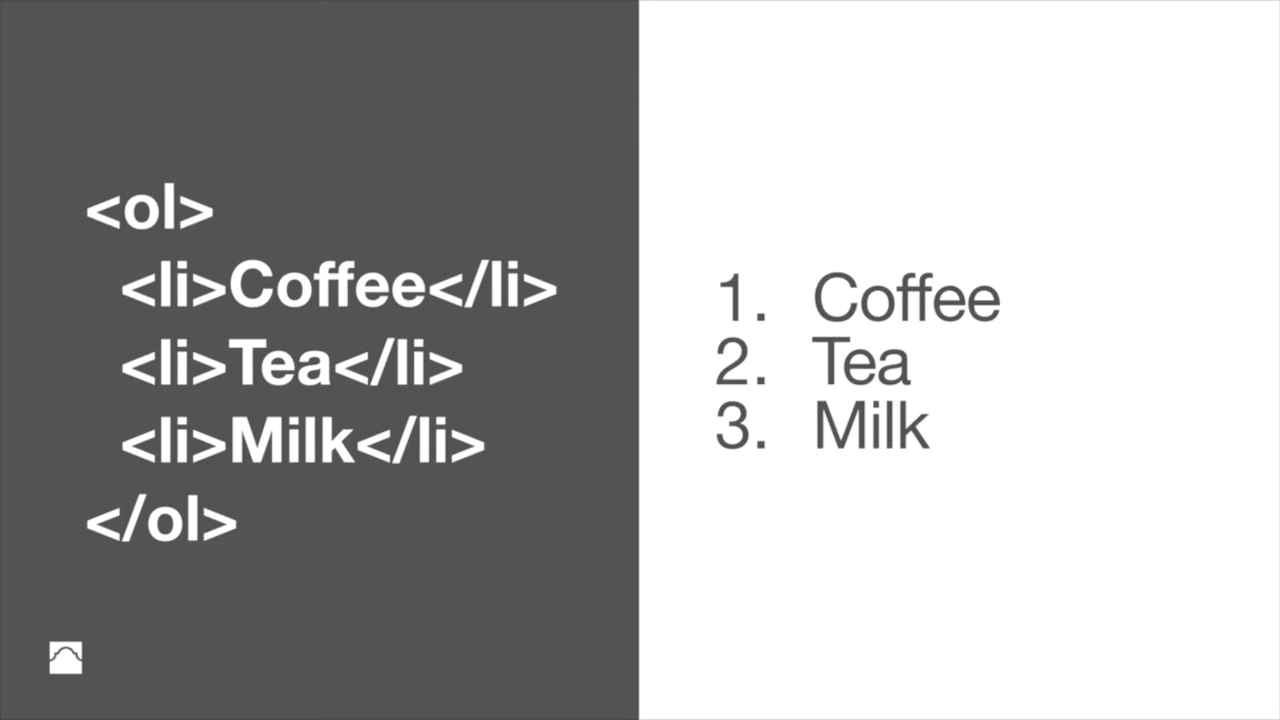 <ol>
<li>Coffee</li>
<li>Tea</li>
<li>Milk</li>
</ol>
1. Coffee
2. Tea
3. Milk